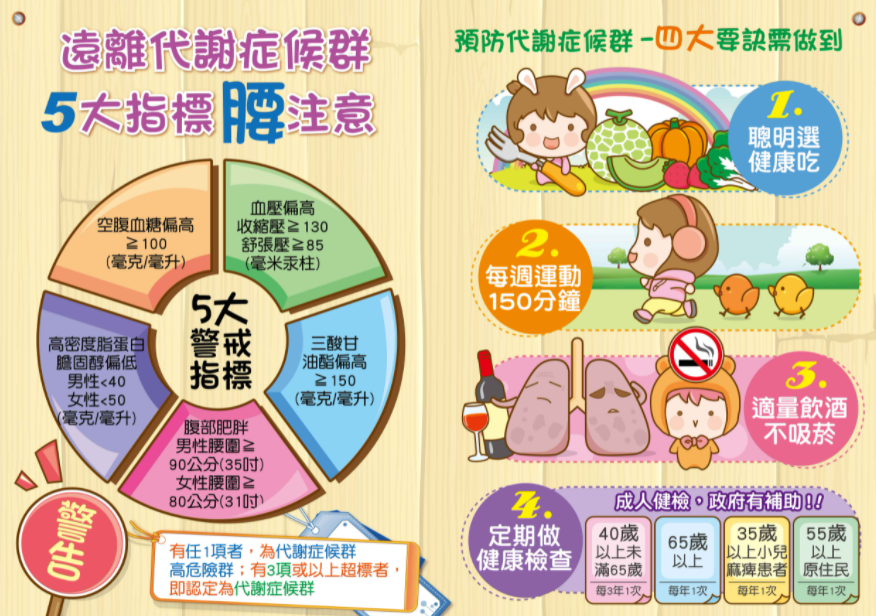 遠離代謝症候群
5大指標腰注意
空腹血糖偏高
≧100
(毫克/毫升)
血壓偏高
收縮壓≧130
舒張壓≧85
(毫米汞柱)
高密度脂蛋白
膽固醇偏低
男性<40
女性<50
(毫克/毫升)
5大
警戒
指標
三酸甘
油酯偏高
≧150
(毫克/毫升)
腹部肥胖
男性腰圍≧
90公分(35吋)
女性腰圍≧
80公分(31吋)
警告
有任1項者，為代謝症候群
高危險群；有3項或以上超標者，
即認定為代謝症候群
預防代謝症候群-四大要訣需做到
1.
聰明選
健康吃
2.
每週運動
150分鐘
3.
適量飲酒
不吸菸
4.
定期做
健康檢查
成人健檢，政府有補助!!
40歲
以上未
滿65歲
每3年1次
65歲
以上
每年1次
35歲
以上小兒
麻痺患者
每年1次
55歲
以上
原住民
每年1次